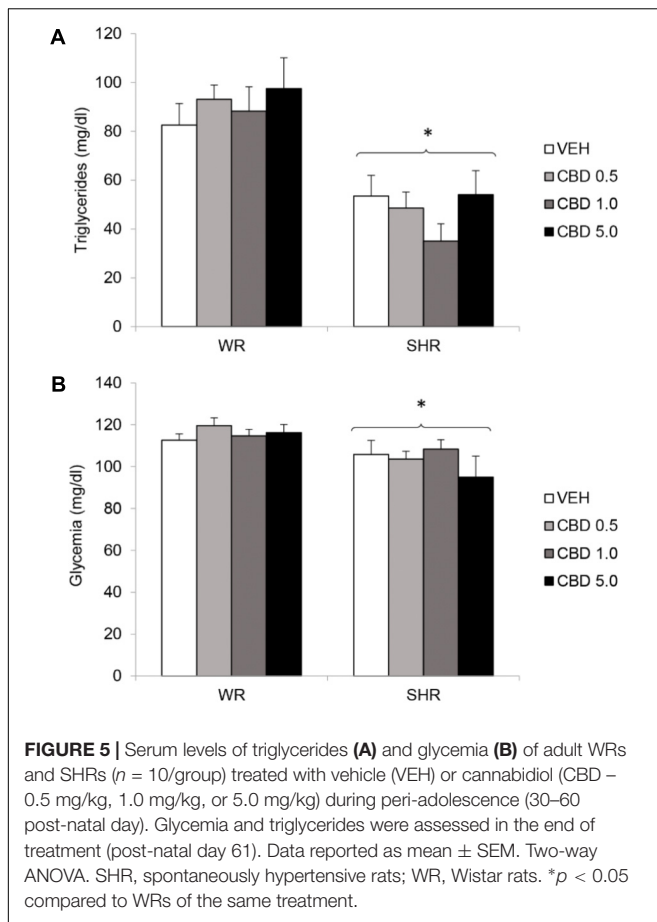 A
Triglycerides (mg/dl)
120
100
80
60
40
20
0
*
WR
SHR
VEH
CBD 0.5
CBD 1.0
CBD 5.0
B
Glycemia (mg/dl)
140
120
100
80
60
40
20
0
*
WR
SHR
VEH
CBD 0.5
CBD 1.0
CBD 5.0
FIGURE 5 | Serum levels of triglycerides (A) and glycemia (B) of adult WRs
and SHRs (n = 10/group) treated with vehicle (VEH) or cannabidiol (CBD –
0.5 mg/kg, 1.0 mg/kg, or 5.0 mg/kg) during peri-adolescence (30–60
post-natal day). Glycemia and triglycerides were assessed in the end of
treatment (post-natal day 61). Data reported as mean ± SEM. Two-way
ANOVA. SHR, spontaneously hypertensive rats; WR, Wistar rats. *p < 0.05
compared to WRs of the same treatment.